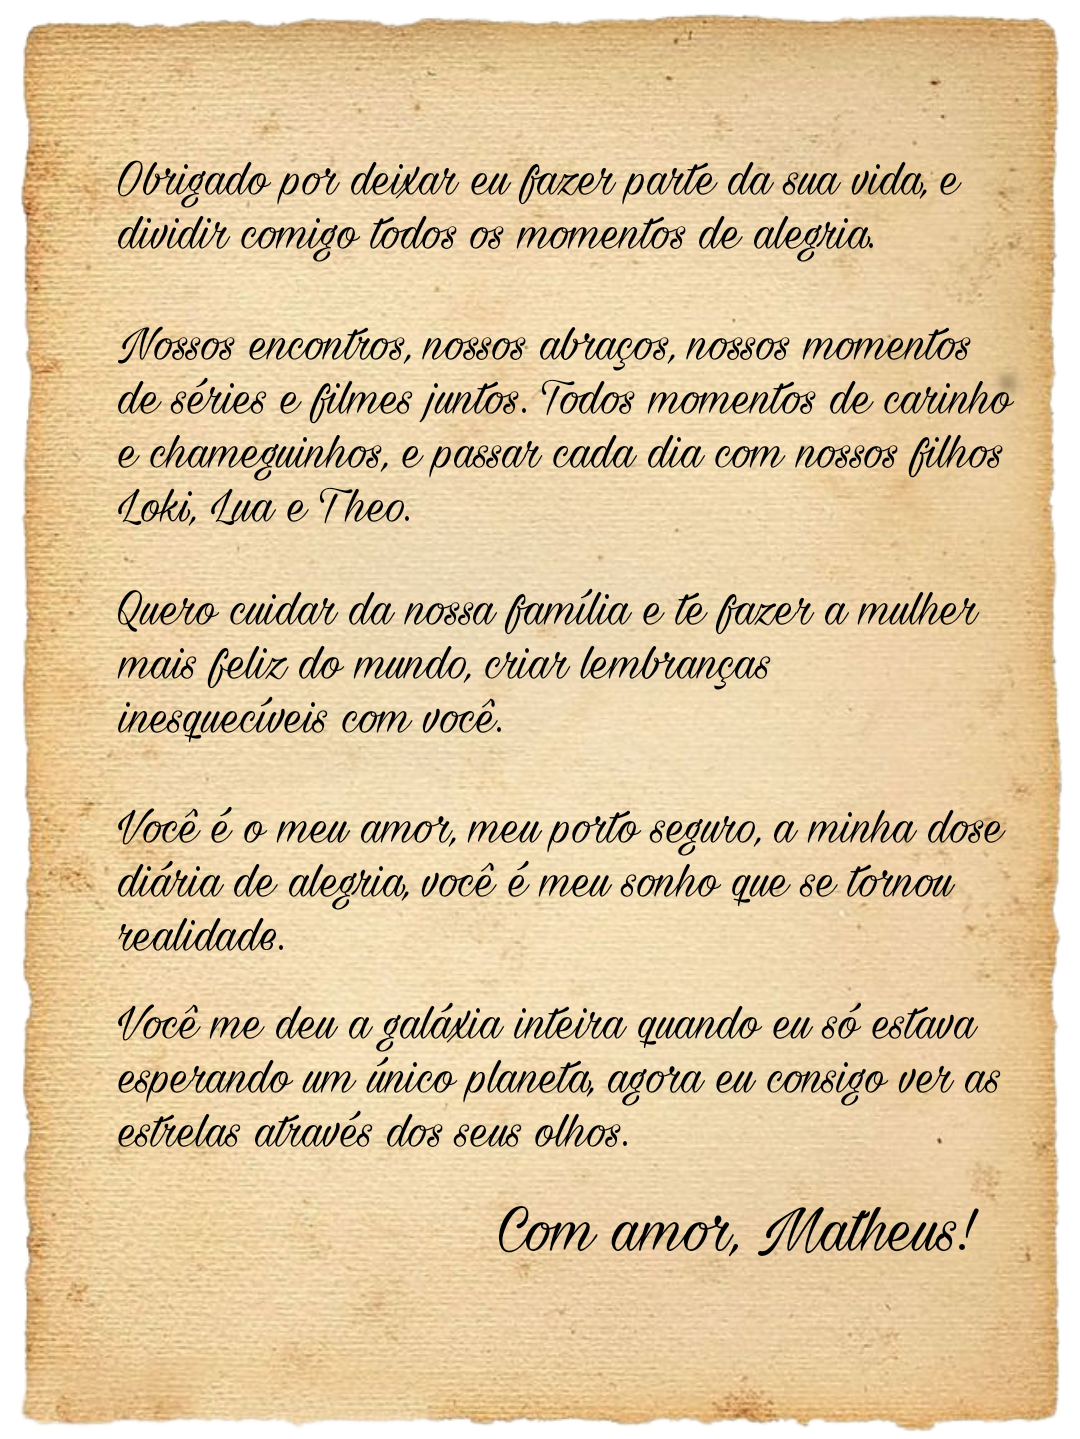 Obrigado por deixar eu fazer parte da sua vida, e
dividir comigo todos os momentos de alegria.
Nossos encontros, nossos abraços, nossos momentos
de séries e filmes juntos. Todos momentos de carinho
e chameguinhos, e passar cada dia com nossos filhos
Loki, Lua e Theo.
Quero cuidar da nossa família e te fazer a mulher
mais feliz do mundo, criar lembranças
inesquecíveis com você.
Você é o meu amor, meu porto seguro, a minha dose
diária de alegria, você é meu sonho que se tornou
realidade.
Você me deu a galáxia inteira quando eu só estava
esperando um único planeta, agora eu consigo ver as
estrelas através dos seus olhos.
Com amor, Matheus!